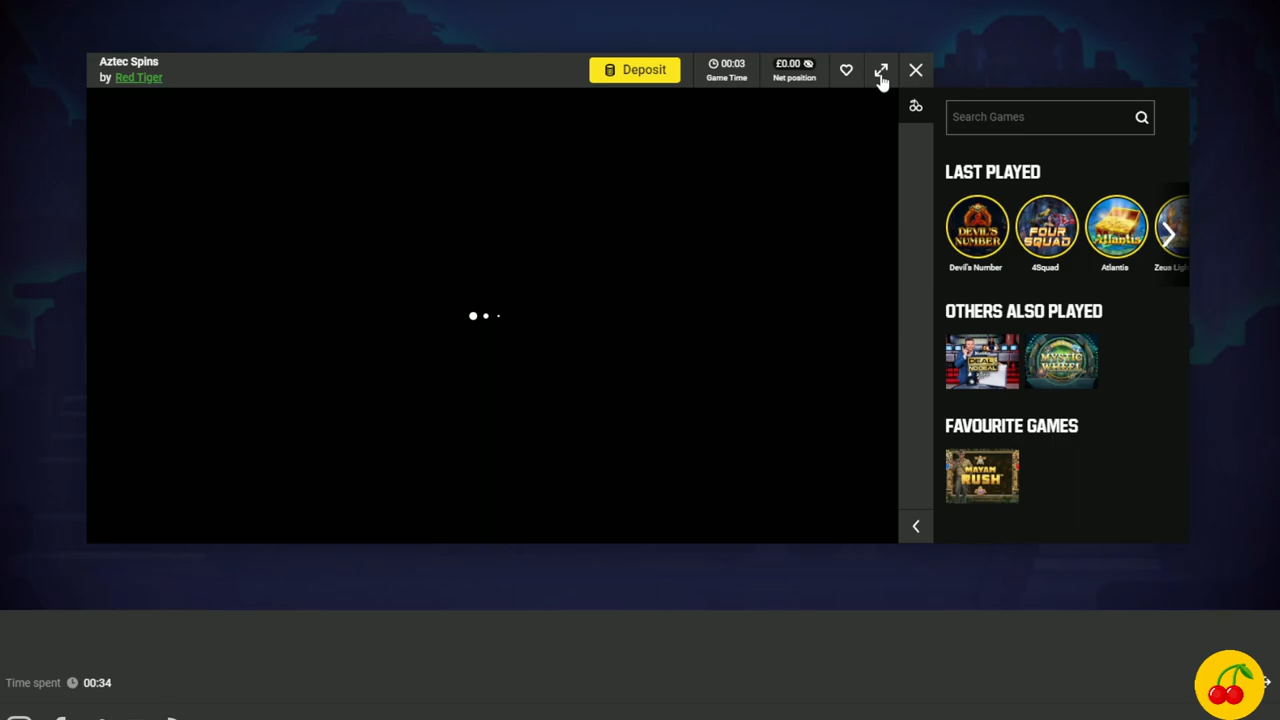 Aztec Spins
by Red Tiger
Deposit
00:03
Game Time
£0.00
Net position
Search Games
LAST PLAYED
DEVIL'S NUMBER
FOUR SQUAD
Atlantis
Devil's Number
4Squad
Atlantis
Zeus Ligh
OTHERS ALSO PLAYED
DEAL NO DEAL
MYSTIC WHEEL
FAVOURITE GAMES
MAYAN RUSH
Time spent 00:34